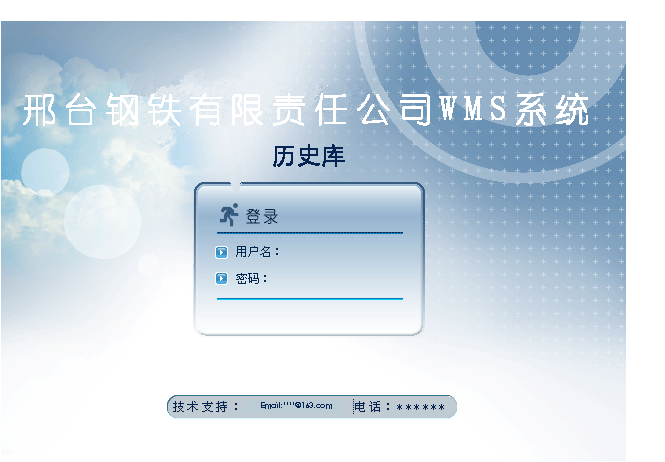 邢台钢铁有限责任公司WMS系统
历史库
登录
用户名：
密码：
技术支持： Email:****@163.com 电话：******